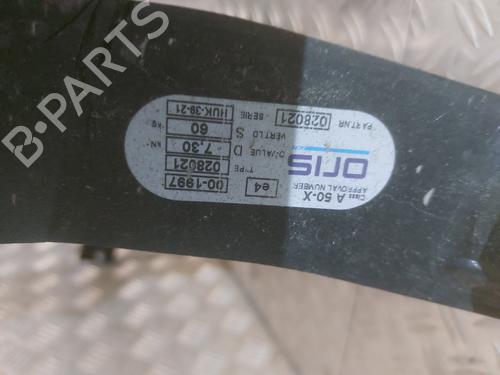 B-PARTS
oris
Class A 50-X
APPROVAL NUMBER
e4 00-1997
TYPE 028021
D-VALUE D 7,30 kN
VERT.LD S 60 kg
SERIE HUK-39-21
PART.NR 028021